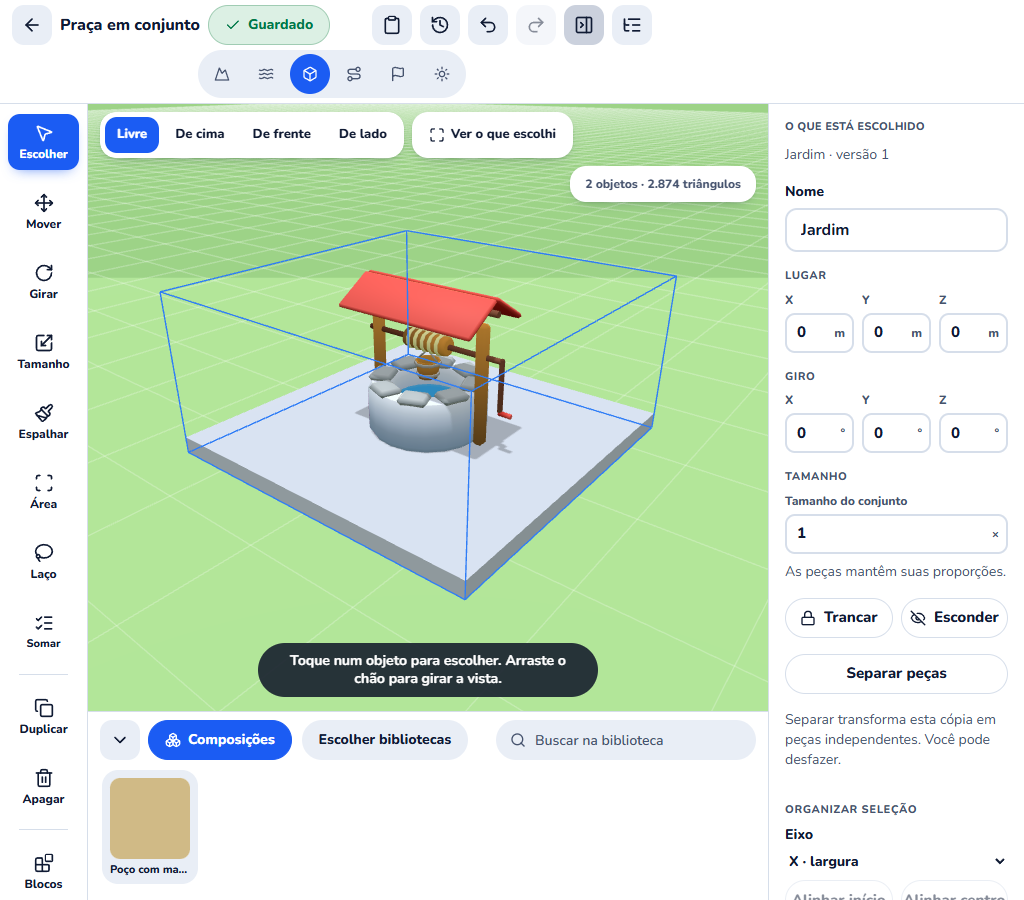 Praça em conjunto
Guardado
Escolher
Mover
Girar
Tamanho
Espalhar
Área
Laço
Somar
Duplicar
Apagar
Blocos
Livre
De cima
De frente
De lado
Ver o que escolhi
2 objetos · 2.874 triângulos
Toque num objeto para escolher. Arraste o
chão para girar a vista.
Composições
Escolher bibliotecas
Buscar na biblioteca
Poço com ma...
O QUE ESTÁ ESCOLHIDO
Jardim · versão 1
Nome
Jardim
LUGAR
X Y Z
0 m 0 m 0 m
GIRO
X Y Z
0 ° 0 ° 0 °
TAMANHO
Tamanho do conjunto
1 ×
As peças mantêm suas proporções.
Trancar
Esconder
Separar peças
Separar transforma esta cópia em
peças independentes. Você pode
desfazer.
ORGANIZAR SELEÇÃO
Eixo
X · largura
Alinhar início
Alinhar centro